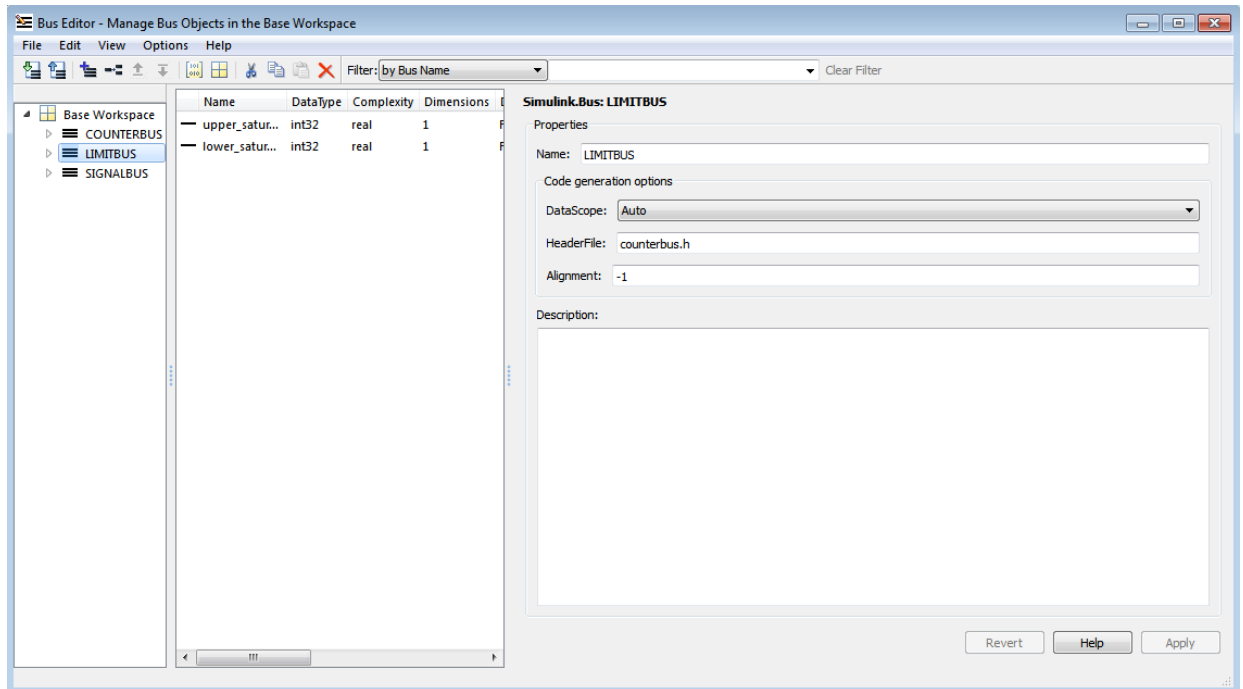 Bus Editor - Manage Bus Objects in the Base Workspace
File Edit View Options Help
Filter: by Bus Name Clear Filter
Base Workspace
COUNTERBUS
LIMITBUS
SIGNALBUS
Name DataType Complexity Dimensions
upper_satur... int32 real 1
lower_satur... int32 real 1
Simulink.Bus: LIMITBUS
Properties
Name: LIMITBUS
Code generation options
DataScope: Auto
HeaderFile: counterbus.h
Alignment: -1
Description:
Revert Help Apply